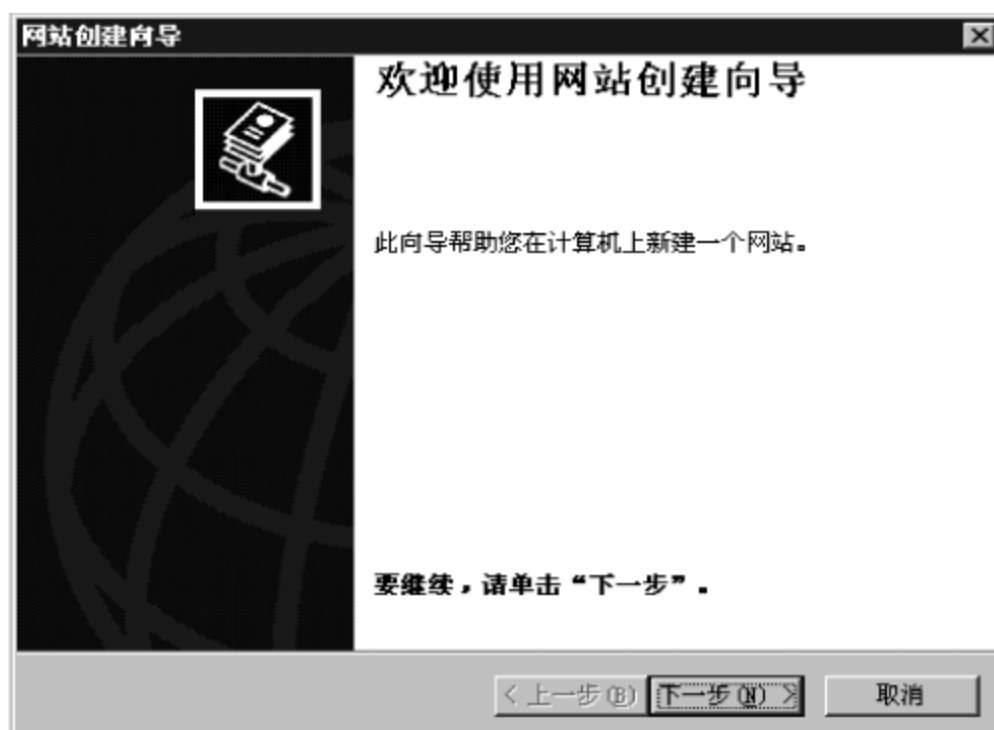 网站创建向导
欢迎使用网站创建向导
此向导帮助您在计算机上新建一个网站。
要继续，请单击“下一步”。
< 上一步(B) 下一步(N) > 取消